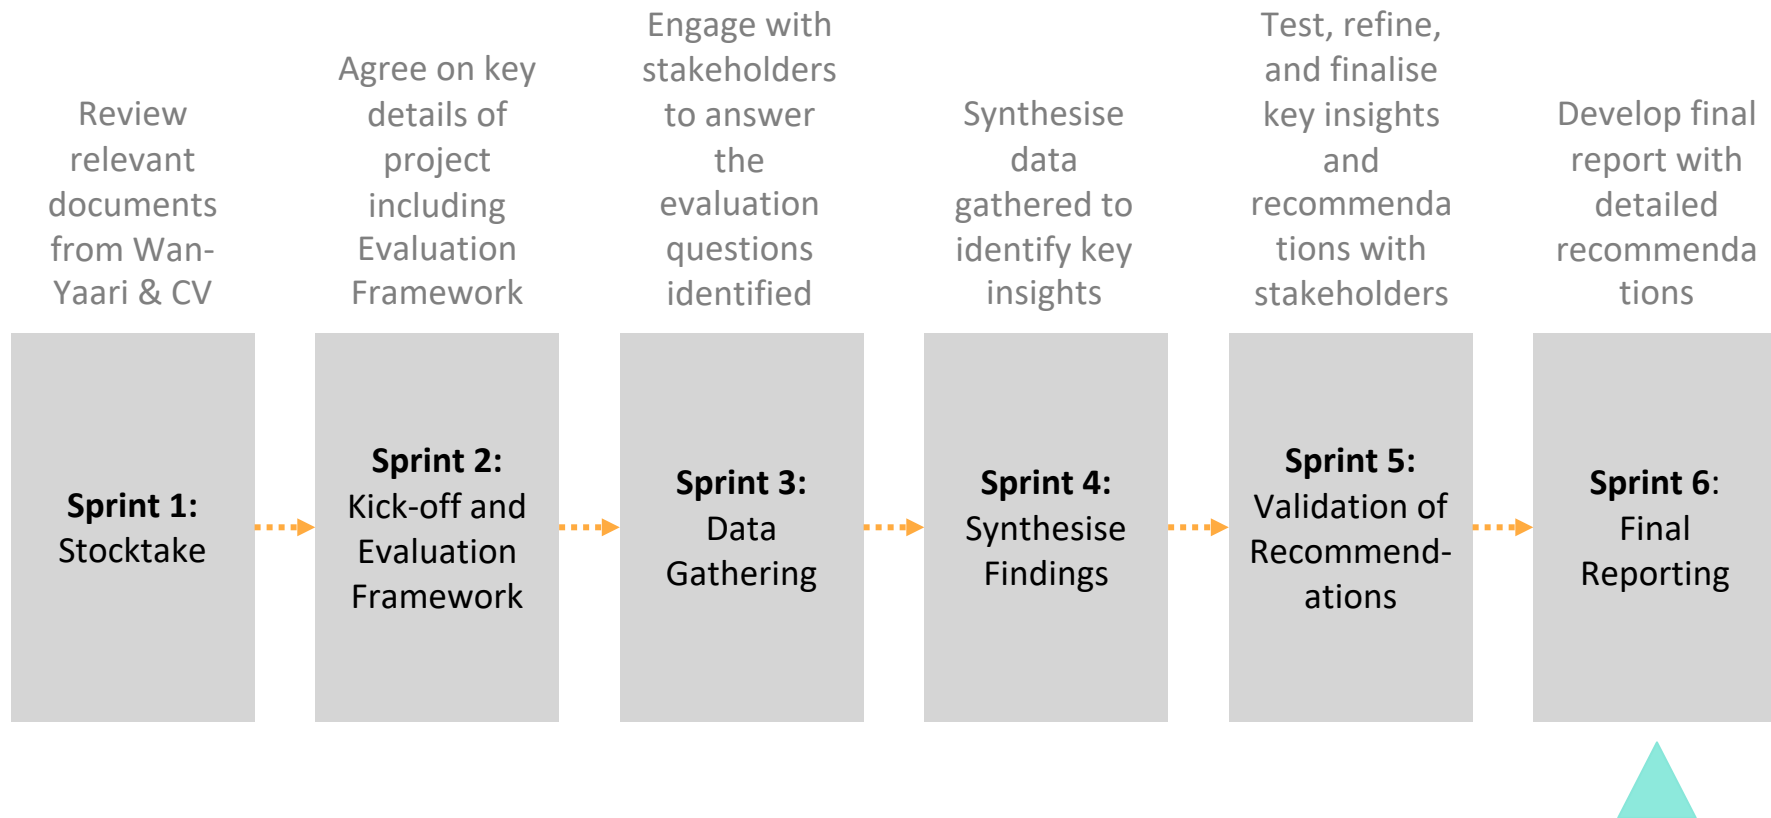 Review
relevant
documents
from Wan-
Yaari & CV
Agree on key
details of
project
including
Evaluation
Framework
Engage with
stakeholders
to answer
the
evaluation
questions
identified
Synthesise
data
gathered to
identify key
insights
Test, refine,
and finalise
key insights
and
recommenda
tions with
stakeholders
Develop final
report with
detailed
recommenda
tions
Sprint 1:
Stocktake
Sprint 2:
Kick-off and
Evaluation
Framework
Sprint 3:
Data
Gathering
Sprint 4:
Synthesise
Findings
Sprint 5:
Validation of
Recommend-
ations
Sprint 6:
Final
Reporting